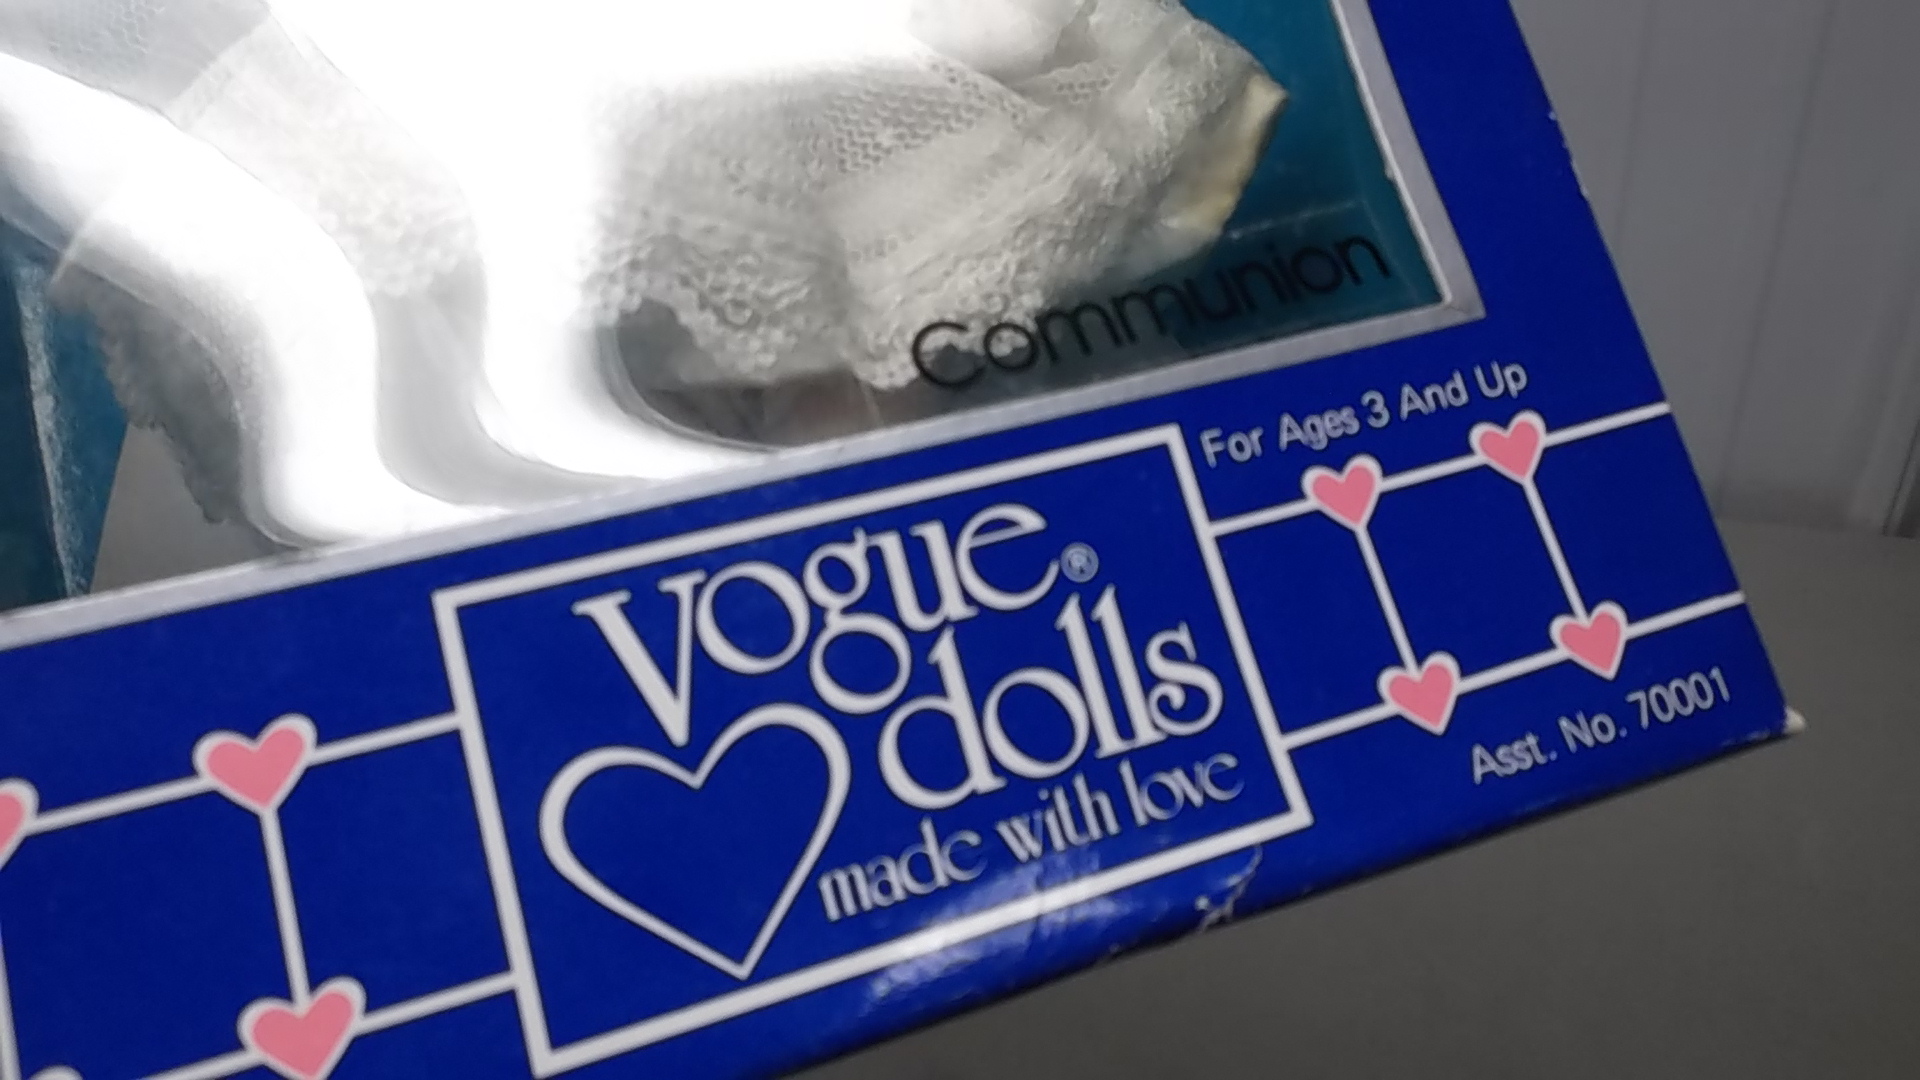 Communion
For Ages 3 And Up
Vogue®
dolls
made with love
Asst. No. 70001